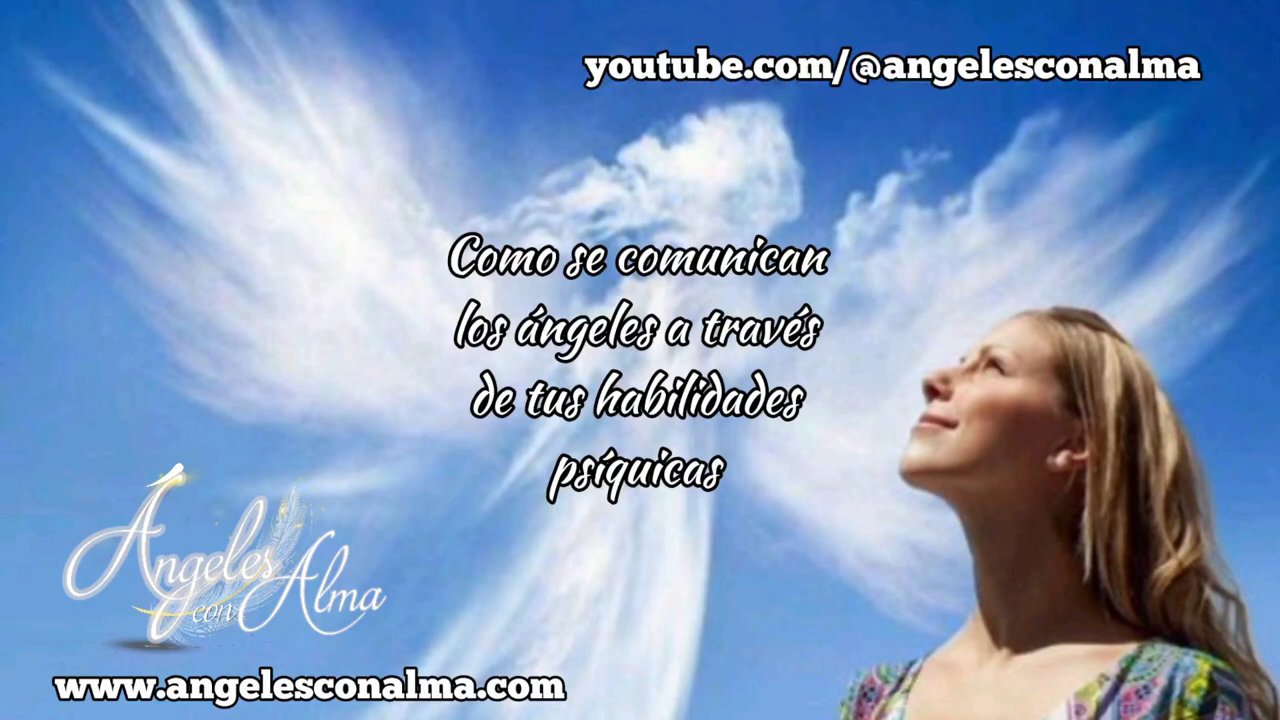 youtube.com/@angelesconalma
Como se comunican
los ángeles a través
de tus habilidades
psíquicas
Ángeles
con Alma
www.angelesconalma.com